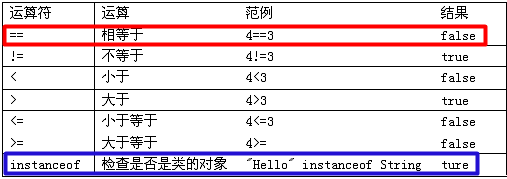 运算符 运算 范例 结果
== 相等于 4==3 false
!= 不等于 4!=3 true
< 小于 4<3 false
> 大于 4>3 true
<= 小于等于 4<=3 false
>= 大于等于 4>= false
instanceof 检查是否是类的对象 "Hello" instanceof String ture